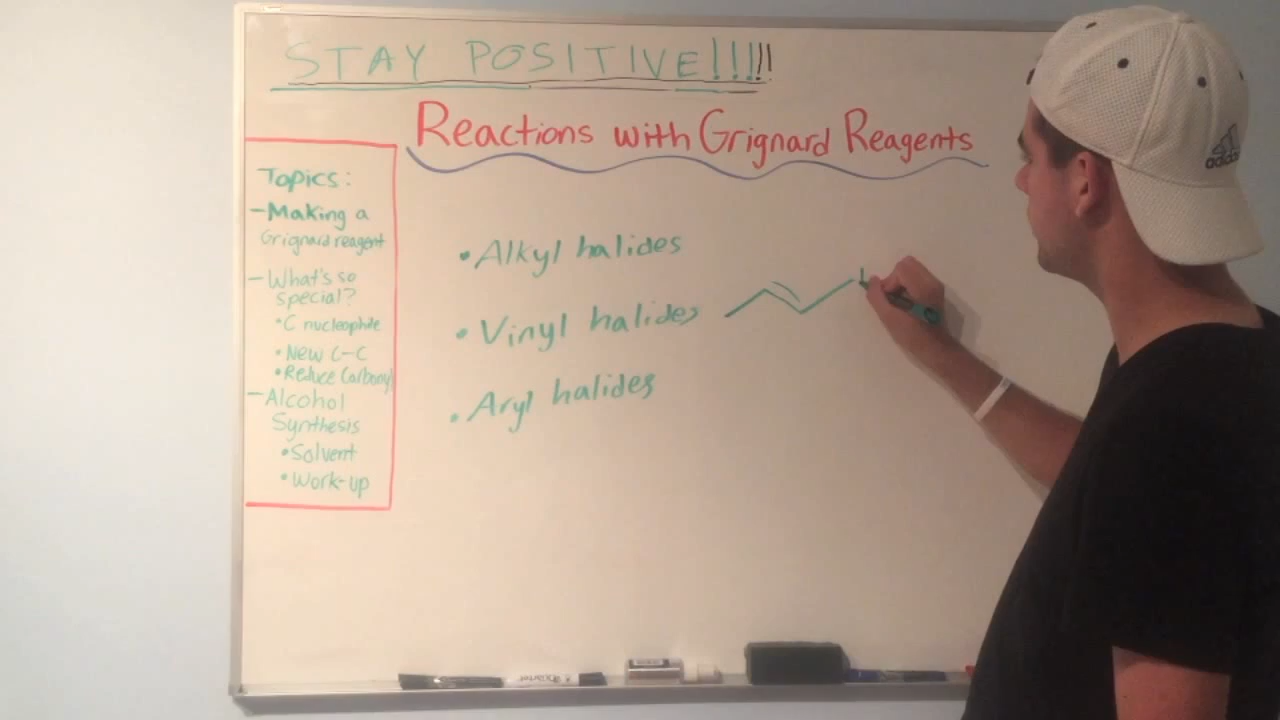 STAY POSITIVE!!!!!
Reactions with Grignard Reagents
Topics:
-Making a
Grignard reagent
-What's so
special?
•C nucleophile
•New C-C
•Reduce Carbonyl
-Alcohol
Synthesis
•Solvent
•Work-up
•Alkyl halides
•Vinyl halides
•Aryl halides
adidas